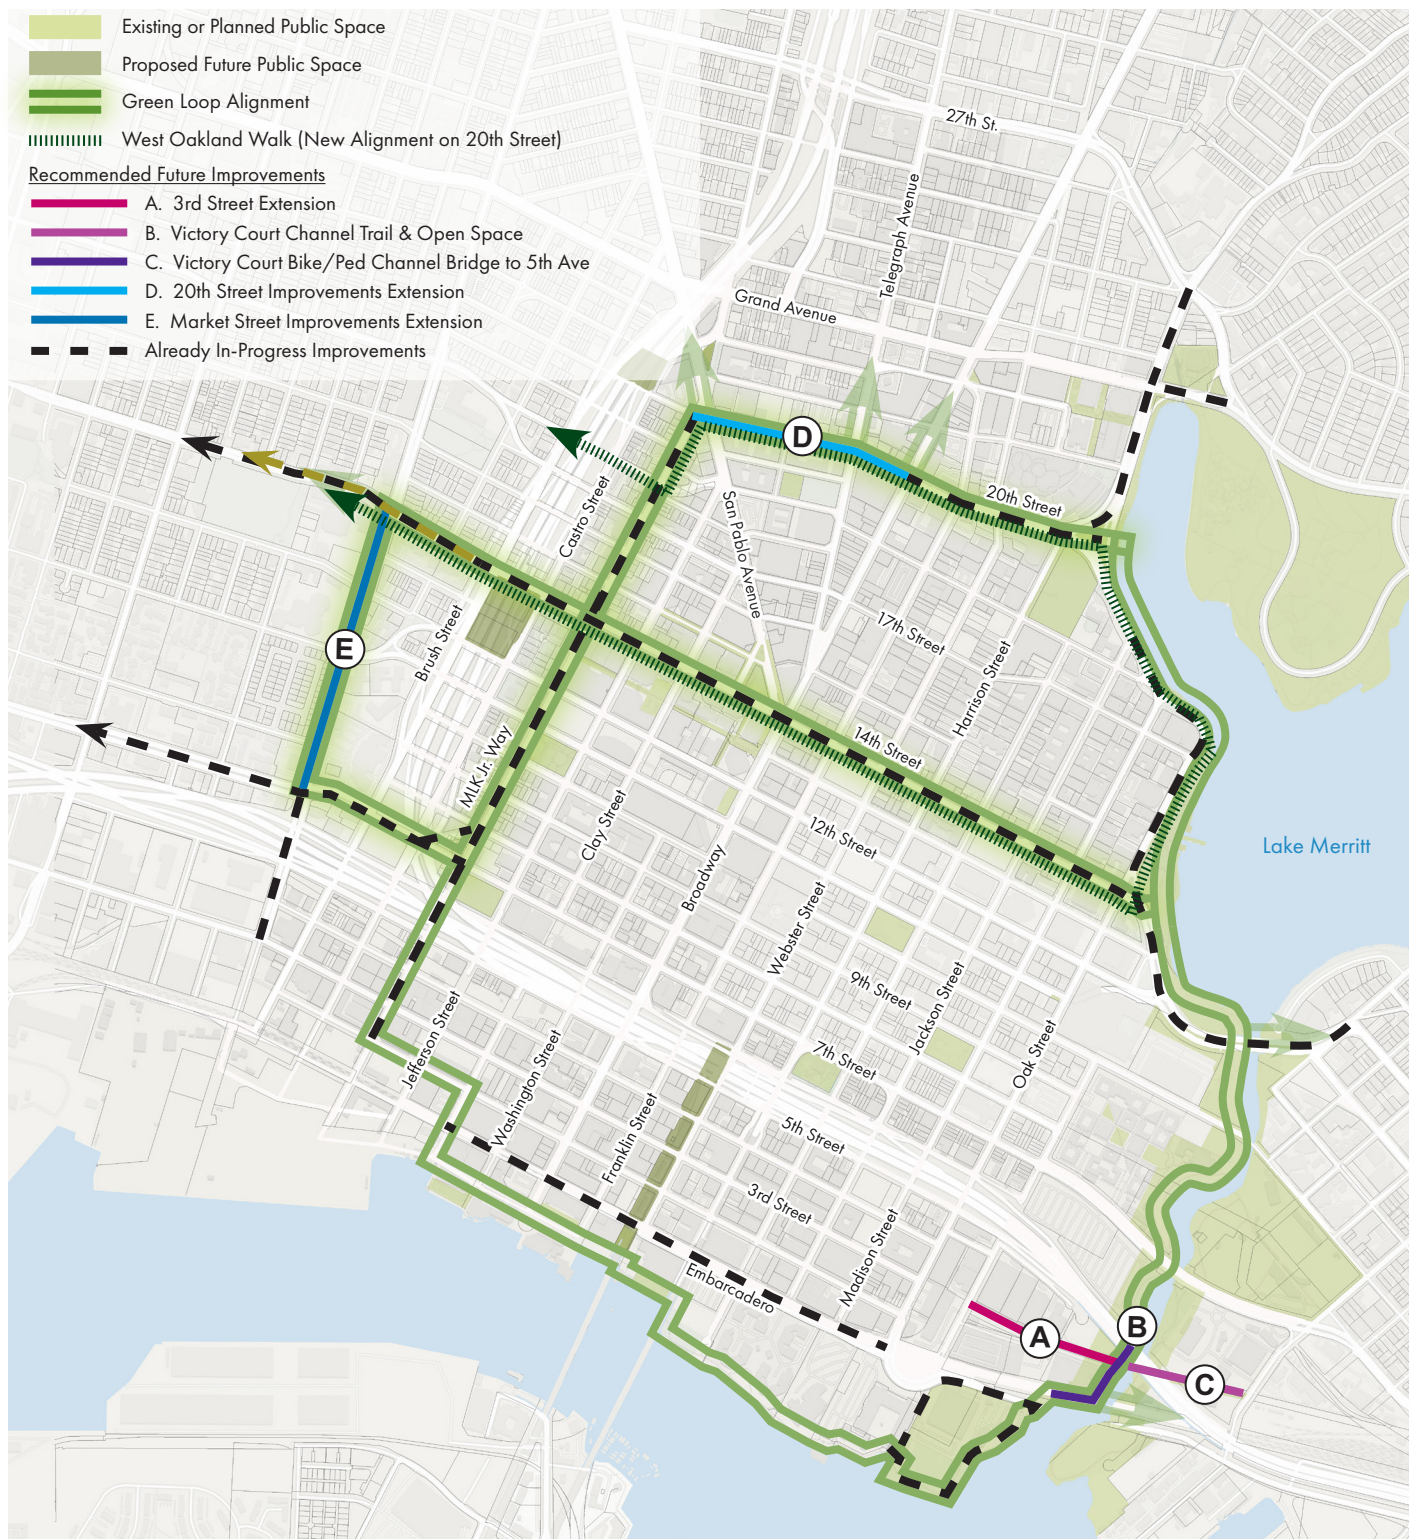 Existing or Planned Public Space
Proposed Future Public Space
Green Loop Alignment
West Oakland Walk (New Alignment on 20th Street)
Recommended Future Improvements
A. 3rd Street Extension
B. Victory Court Channel Trail & Open Space
C. Victory Court Bike/Ped Channel Bridge to 5th Ave
D. 20th Street Improvements Extension
E. Market Street Improvements Extension
Already In-Progress Improvements
27th St.
Telegraph Avenue
Grand Avenue
D
20th Street
San Pablo Avenue
Castro Street
17th Street
Harrison Street
E
Brush Street
14th Street
MLK Jr. Way
Clay Street
12th Street
Broadway
Lake Merritt
Webster Street
9th Street
Jackson Street
Oak Street
Jefferson Street
7th Street
Washington Street
Franklin Street
5th Street
3rd Street
Madison Street
Embarcadero
A
B
C